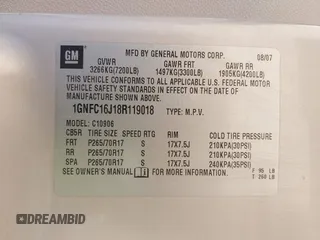 GM
MFD BY GENERAL MOTORS CORP. 08/07
GVWR GAWR FRT GAWR RR
3266KG(7200LB) 1497KG(3300LB) 1905KG(4200LB)
THIS VEHICLE CONFORMS TO ALL APPLICABLE U.S. FEDERAL MOTOR
VEHICLE SAFETY STANDARDS IN EFFECT ON THE DATE OF
MANUFACTURE SHOWN ABOVE.
1GNFC16J18R119018 TYPE: M.P.V.
MODEL: C10906
TIRE SIZE SPEED RTG RIM COLD TIRE PRESSURE
FRT P265/70R17 S 17X7.5J 210KPA(30PSI)
RR P265/70R17 S 17X7.5J 210KPA(30PSI)
SPA P265/70R17 S 17X7.5J 240KPA(35PSI)
SEE OWNER'S MANUAL FOR MORE INFORMATION.
F 95 LB
T 260 LB
DREAMBID